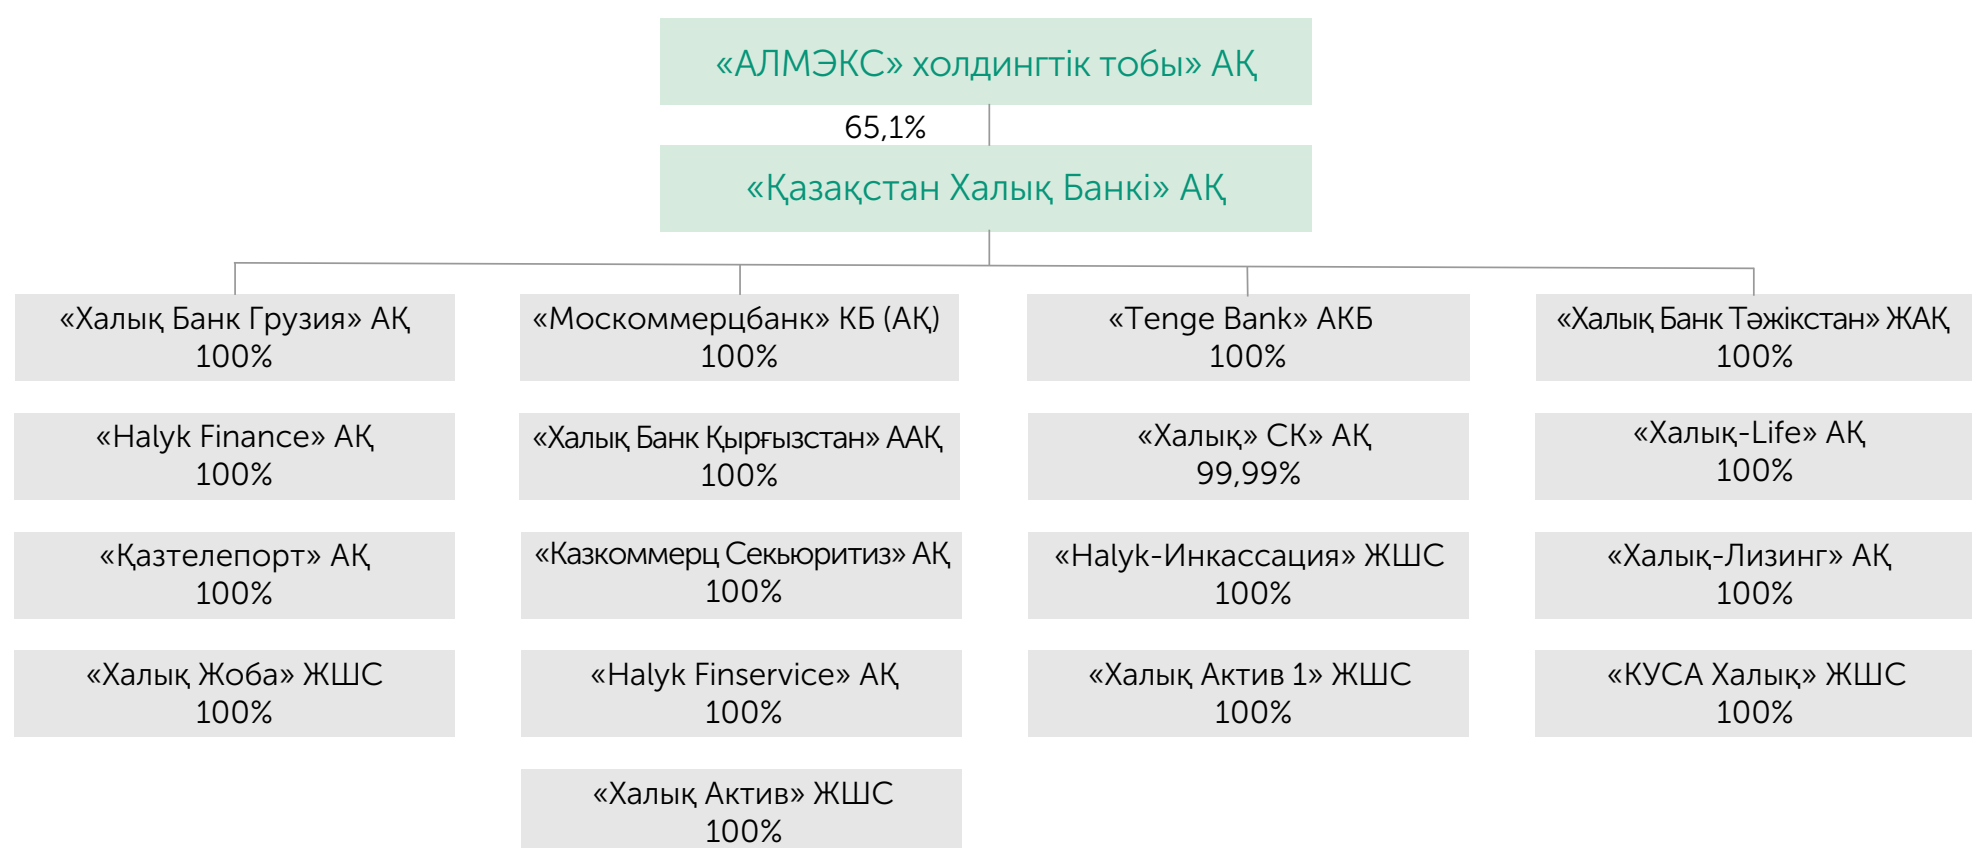 «АЛМЭКС» холдингтік тобы» АҚ
65,1%
«Қазақстан Халық Банкі» АҚ
«Халық Банк Грузия» АҚ
100%
«Москоммерцбанк» КБ (АҚ)
100%
«Tenge Bank» АКБ
100%
«Халық Банк Тәжікстан» ЖАҚ
100%
«Halyk Finance» АҚ
100%
«Халық Банк Қырғызстан» ААҚ
100%
«Халық» СК» АҚ
99,99%
«Халық-Life» АҚ
100%
«Қазтелепорт» АҚ
100%
«Казкоммерц Секьюритиз» АҚ
100%
«Halyk-Инкассация» ЖШС
100%
«Халық-Лизинг» АҚ
100%
«Халық Жоба» ЖШС
100%
«Halyk Finservice» АҚ
100%
«Халық Актив 1» ЖШС
100%
«КУСА Халық» ЖШС
100%
«Халық Актив» ЖШС
100%